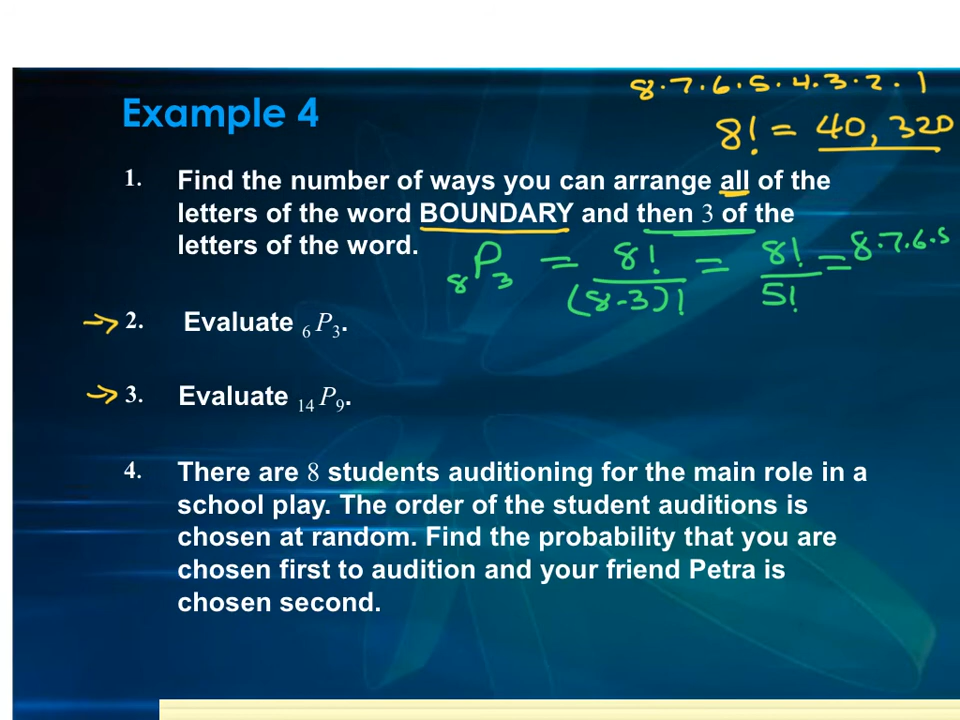 8·7·6·5·4·3·2·1
Example 4
8! = 40,320
1. Find the number of ways you can arrange all of the
letters of the word BOUNDARY and then 3 of the
letters of the word.
₈P₃ = 8!/(8-3)! = 8!/5! = 8·7·6·5
2. Evaluate ₆P₃.
3. Evaluate ₁₄P₉.
4. There are 8 students auditioning for the main role in a
school play. The order of the student auditions is
chosen at random. Find the probability that you are
chosen first to audition and your friend Petra is
chosen second.